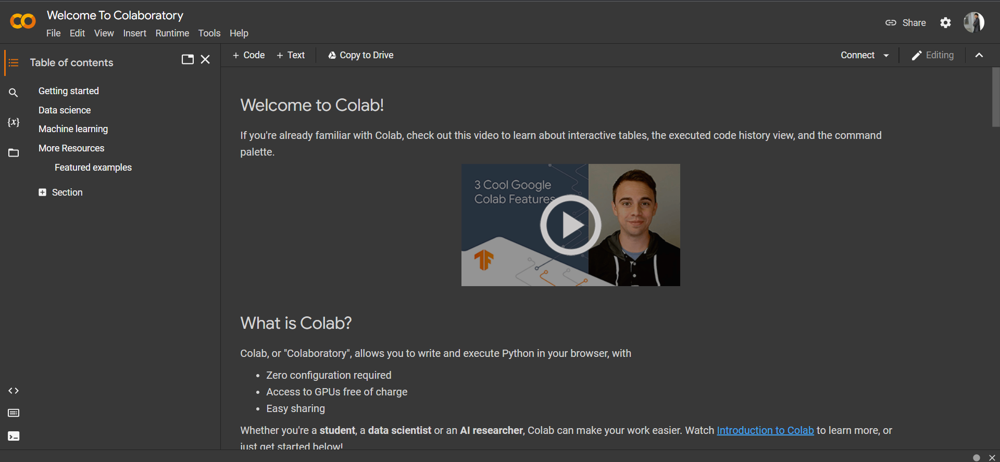 Welcome To Colaboratory
File Edit View Insert Runtime Tools Help
Share
Table of contents
Getting started
Data science
Machine learning
More Resources
Featured examples
Section
{x}
+ Code + Text Copy to Drive
Connect Editing
Welcome to Colab!
If you're already familiar with Colab, check out this video to learn about interactive tables, the executed code history view, and the command
palette.
3 Cool Google
Colab Features
What is Colab?
Colab, or "Colaboratory", allows you to write and execute Python in your browser, with
• Zero configuration required
• Access to GPUs free of charge
• Easy sharing
Whether you're a student, a data scientist or an AI researcher, Colab can make your work easier. Watch Introduction to Colab to learn more, or
just get started below!